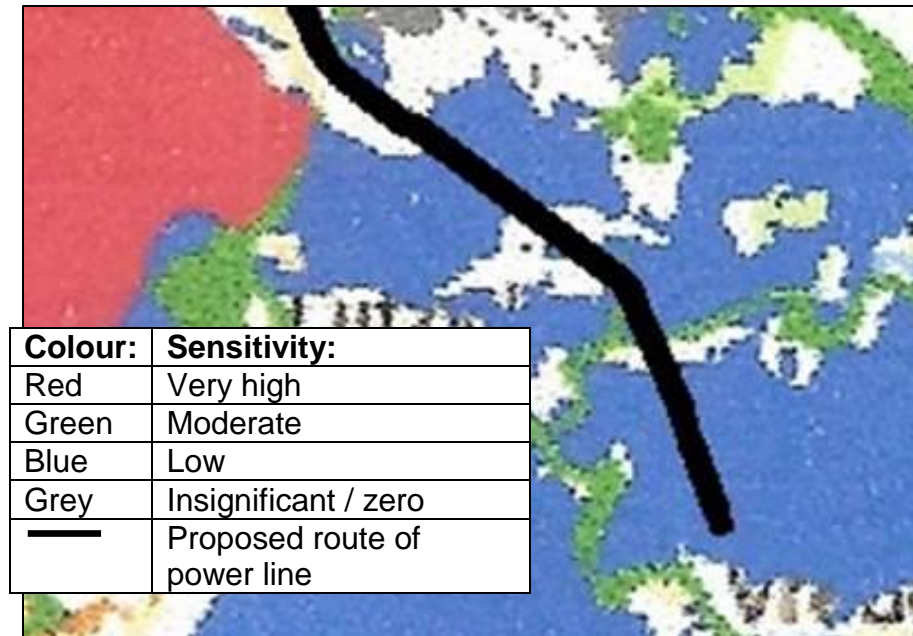 Colour: Sensitivity:
Red Very high
Green Moderate
Blue Low
Grey Insignificant / zero
Proposed route of
power line